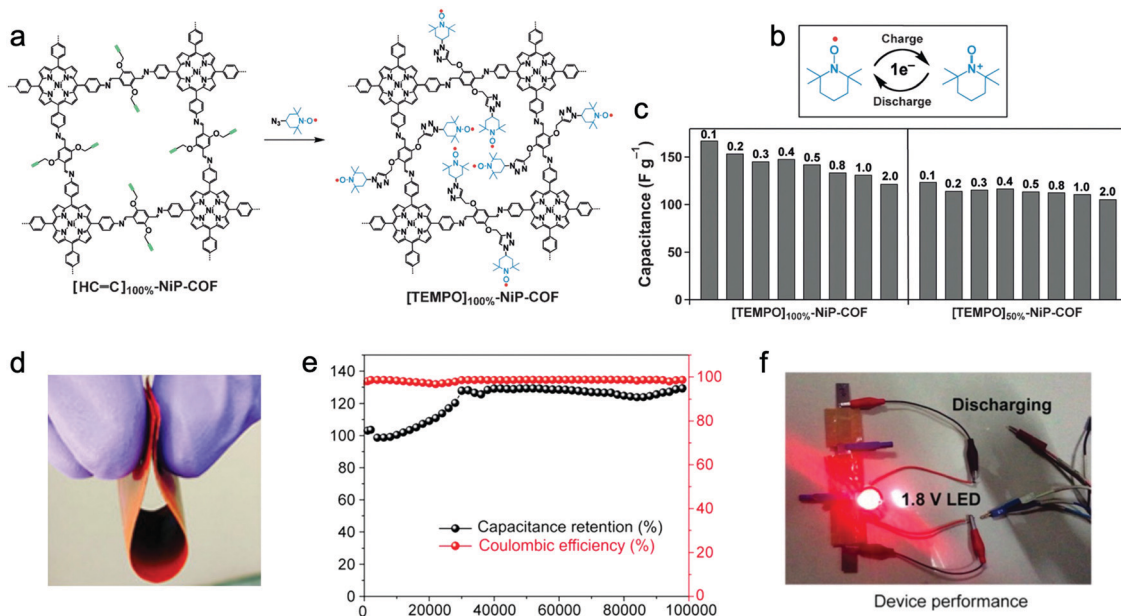 a
[HC=C]100%-NiP-COF
N3
N-O•
[TEMPO]100%-NiP-COF
b
O
N
Charge
1e−
Discharge
O
N+
c
Capacitance (F g−1)
150
100
50
0
0.1 0.2 0.3 0.4 0.5 0.8 1.0 2.0
0.1 0.2 0.3 0.4 0.5 0.8 1.0 2.0
[TEMPO]100%-NiP-COF
[TEMPO]50%-NiP-COF
d
e
140
120
100
80
60
40
20
0
100
80
60
40
20
0
Capacitance retention (%)
Coulombic efficiency (%)
0 20000 40000 60000 80000 100000
f
Discharging
1.8 V LED
Device performance